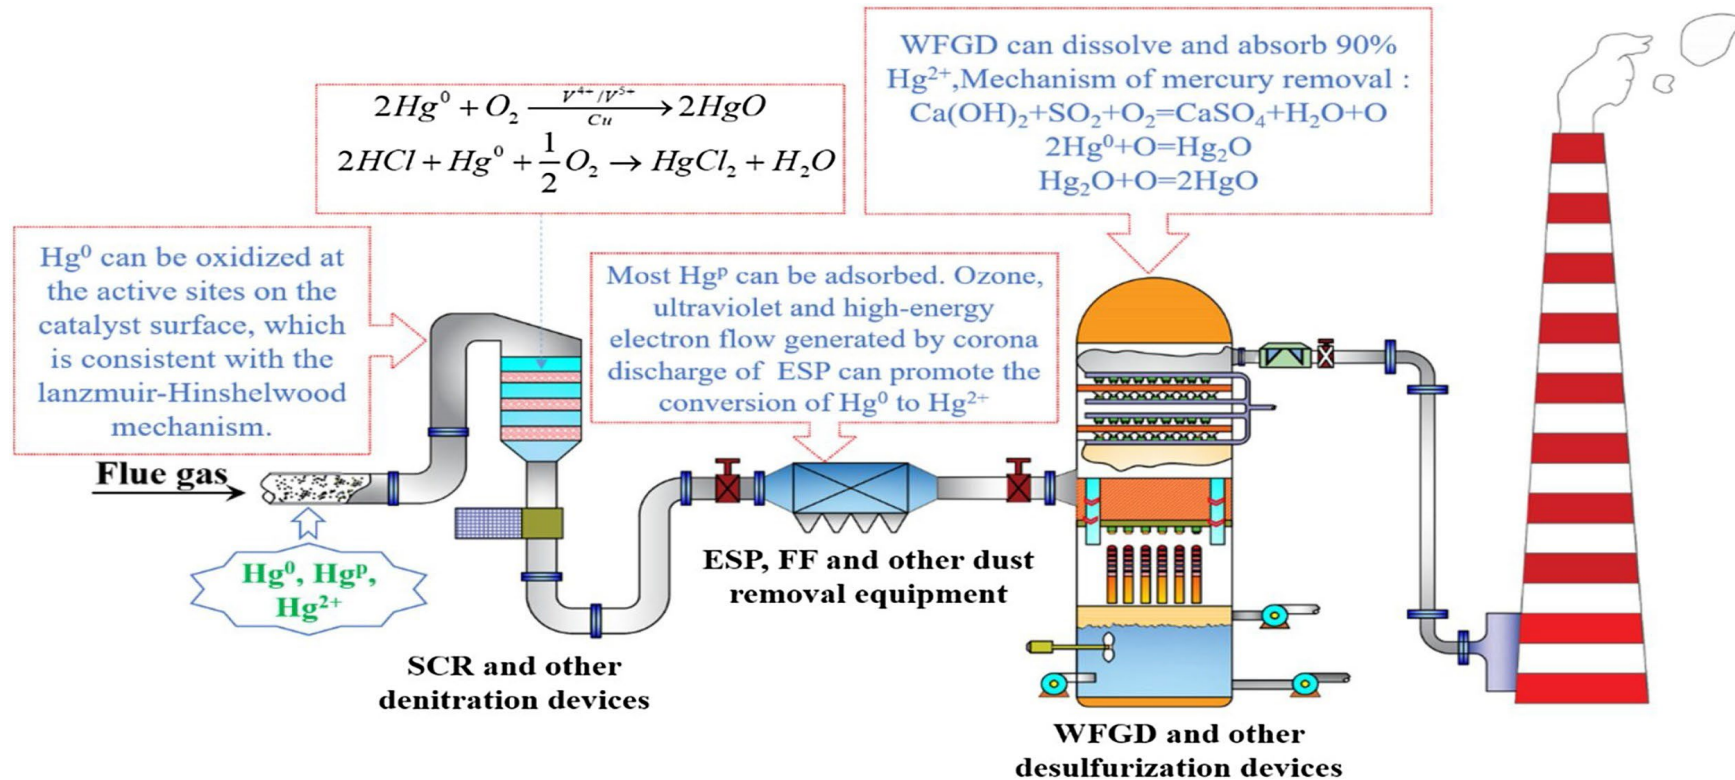 2Hg⁰ + O₂ —V⁴⁺/V⁵⁺ / Cu→ 2HgO
2HCl + Hg⁰ + 1/2 O₂ → HgCl₂ + H₂O
WFGD can dissolve and absorb 90%
Hg²⁺,Mechanism of mercury removal :
Ca(OH)₂+SO₂+O₂=CaSO₄+H₂O+O
2Hg⁰+O=Hg₂O
Hg₂O+O=2HgO
Hg⁰ can be oxidized at
the active sites on the
catalyst surface, which
is consistent with the
lanzmuir-Hinshelwood
mechanism.
Most Hgᵖ can be adsorbed. Ozone,
ultraviolet and high-energy
electron flow generated by corona
discharge of ESP can promote the
conversion of Hg⁰ to Hg²⁺
Flue gas
Hg⁰, Hgᵖ,
Hg²⁺
SCR and other
denitration devices
ESP, FF and other dust
removal equipment
WFGD and other
desulfurization devices